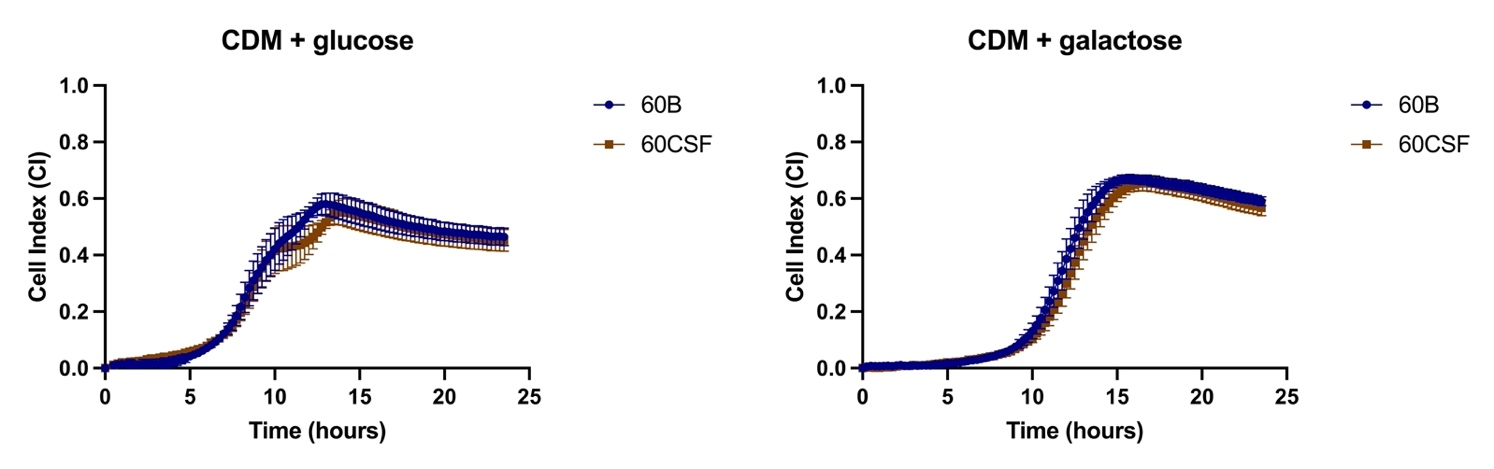 CDM + glucose
Cell Index (CI)
1.0
0.8
0.6
0.4
0.2
0.0
0 5 10 15 20 25
Time (hours)
60B
60CSF
CDM + galactose
Cell Index (CI)
1.0
0.8
0.6
0.4
0.2
0.0
0 5 10 15 20 25
Time (hours)
60B
60CSF